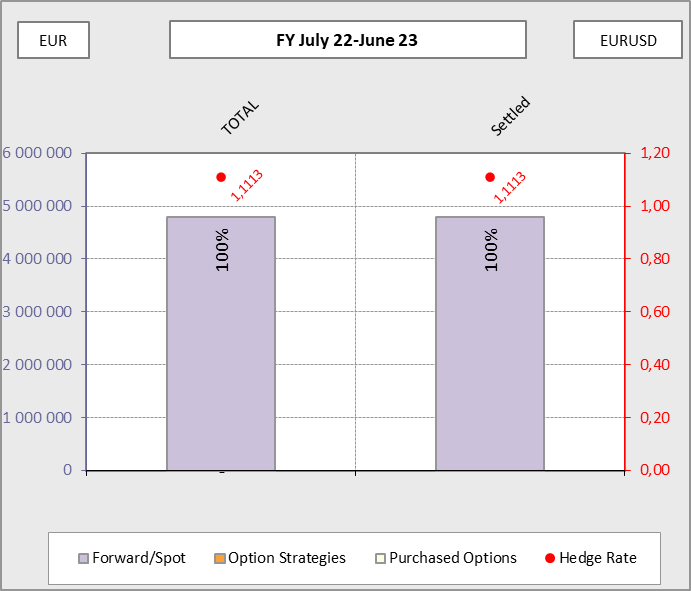 EUR
FY July 22-June 23
EURUSD
TOTAL
Settled
6 000 000
5 000 000
4 000 000
3 000 000
2 000 000
1 000 000
0
1,20
1,00
0,80
0,60
0,40
0,20
0,00
1,1113
1,1113
100%
100%
-
Forward/Spot
Option Strategies
Purchased Options
Hedge Rate